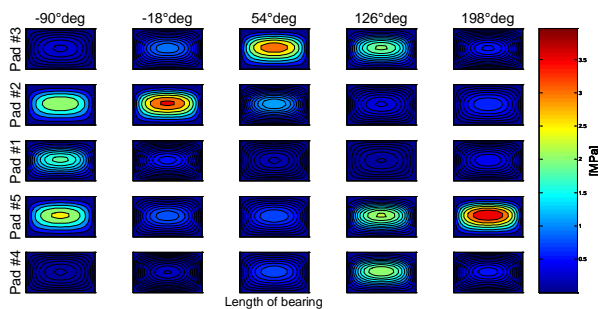 -90°deg -18°deg 54°deg 126°deg 198°deg
Pad #3
Pad #2
Pad #1
Pad #5
Pad #4
Length of bearing
3.5
3
2.5
2
1.5
1
0.5
[MPa]